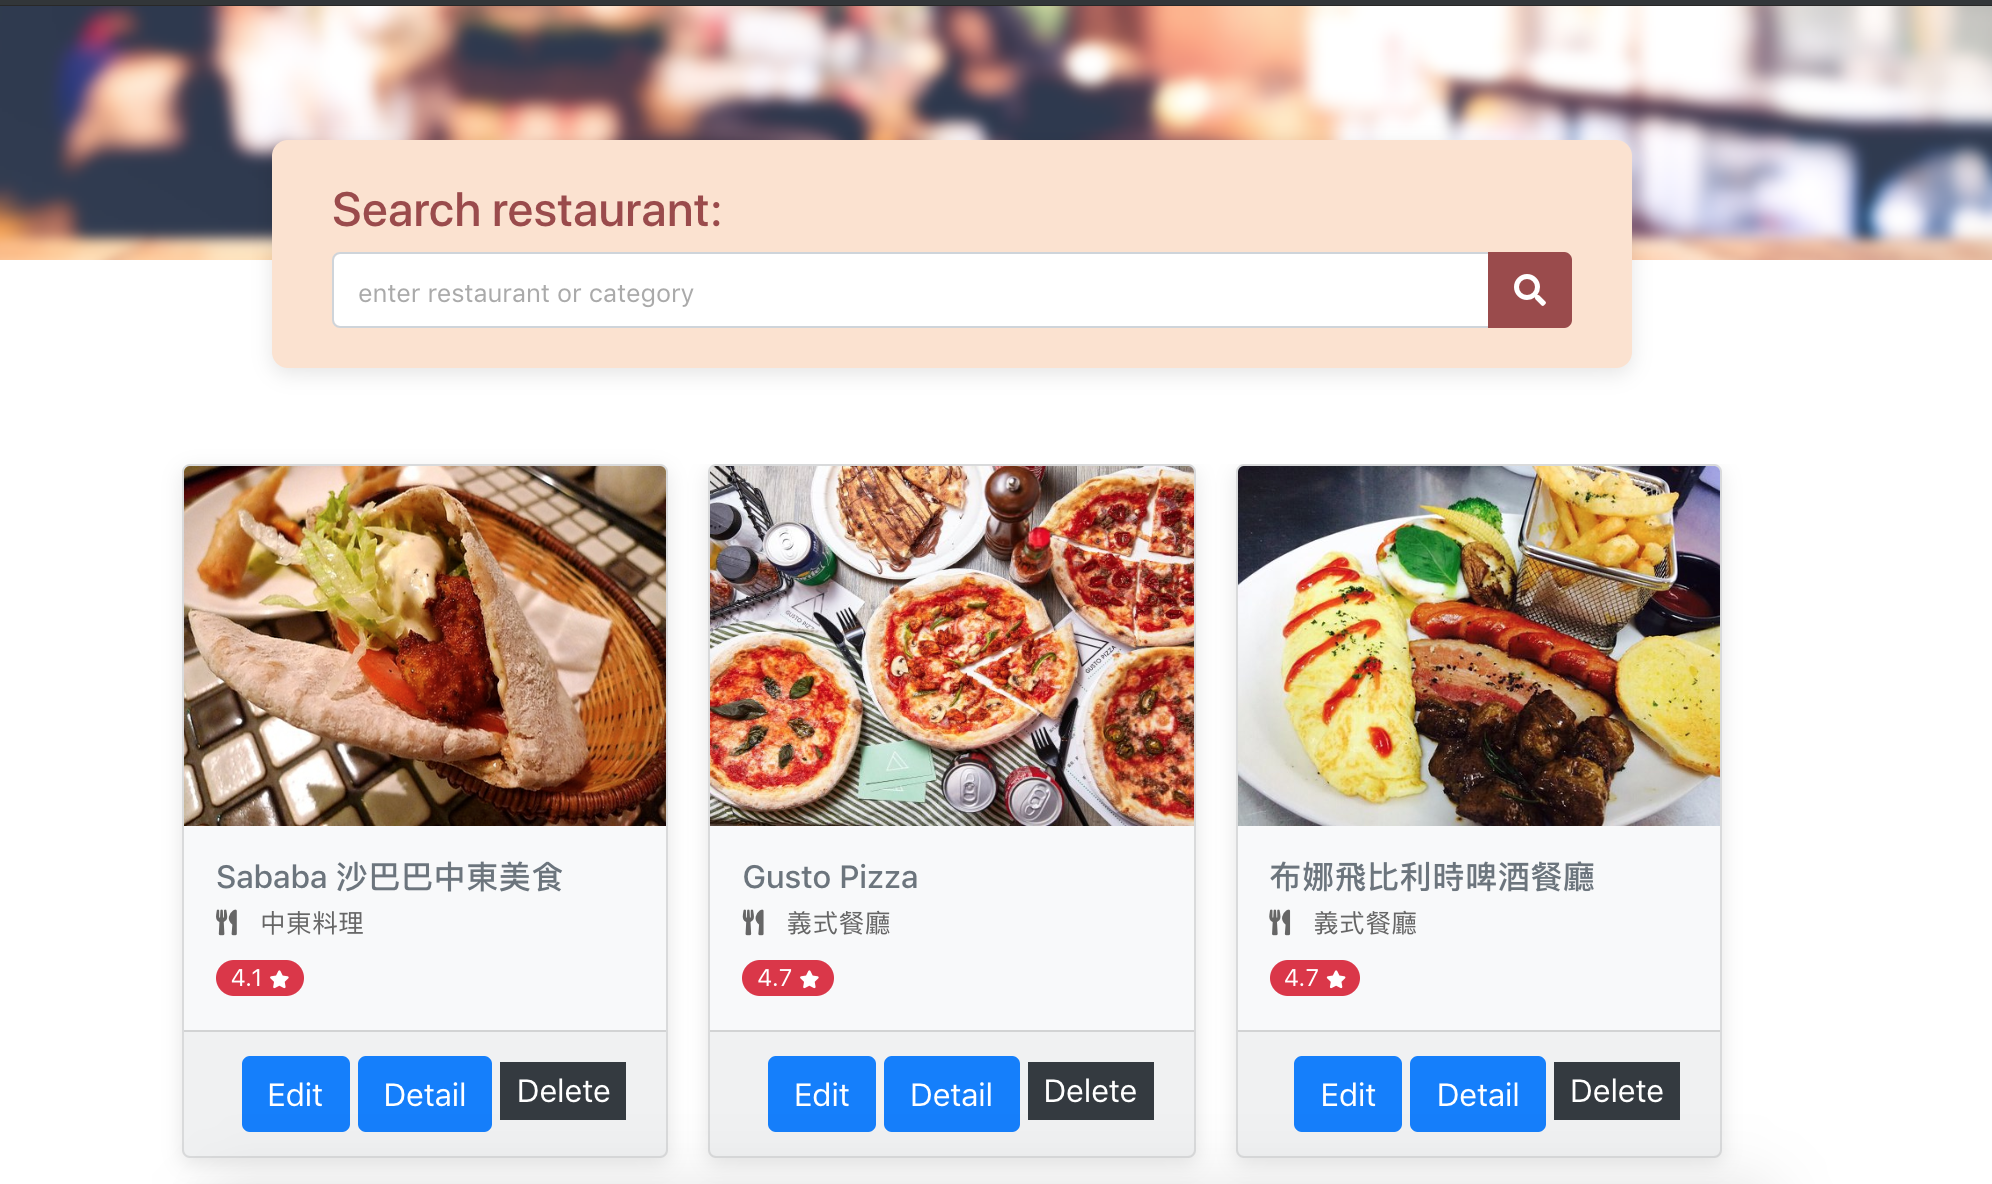 Search restaurant:
enter restaurant or category
GUSTO PIZZA
Sababa 沙巴巴中東美食
中東料理
4.1
Edit
Detail
Delete
Gusto Pizza
義式餐廳
4.7
Edit
Detail
Delete
布娜飛比利時啤酒餐廳
義式餐廳
4.7
Edit
Detail
Delete